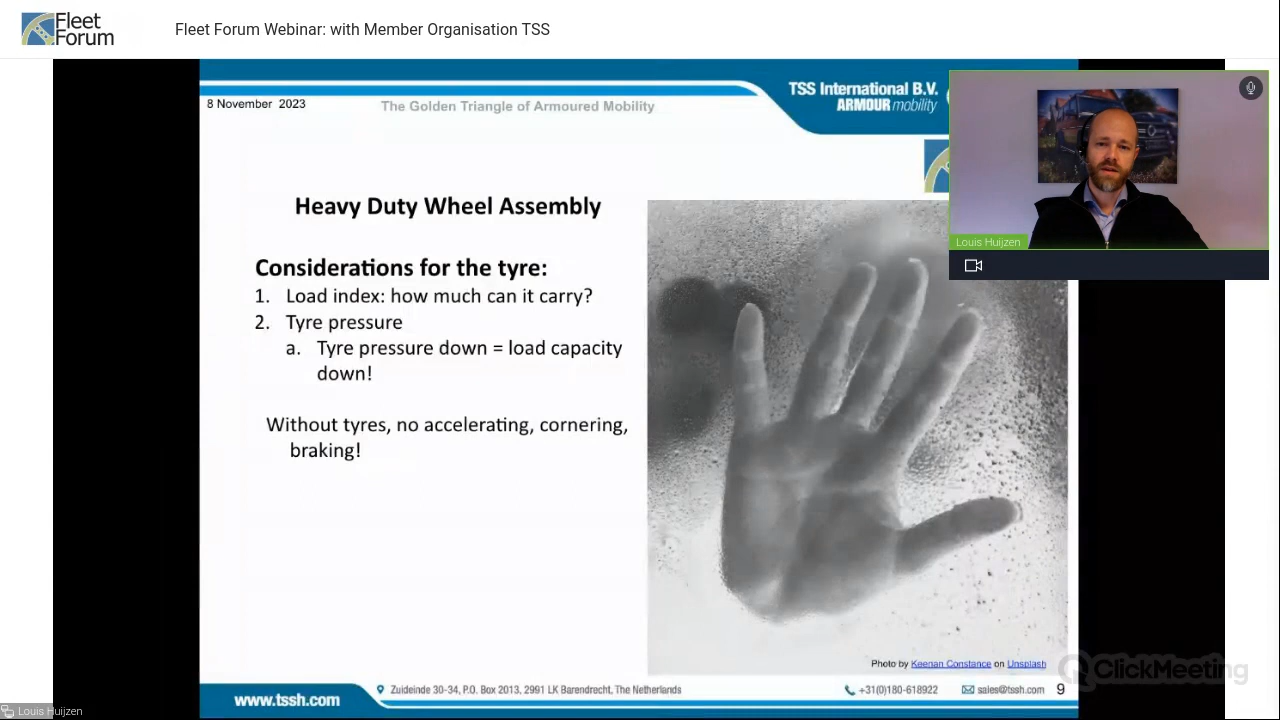 Fleet
Forum
Fleet Forum Webinar: with Member Organisation TSS
8 November 2023
The Golden Triangle of Armoured Mobility
TSS International B.V.
ARMOUR mobility
Louis Huijzen
Heavy Duty Wheel Assembly
Considerations for the tyre:
1. Load index: how much can it carry?
2. Tyre pressure
a. Tyre pressure down = load capacity
down!
Without tyres, no accelerating, cornering,
braking!
Photo by Keenan Constance on Unsplash
ClickMeeting
www.tssh.com
Zuideinde 30-34, P.O. Box 2013, 2991 LK Barendrecht, The Netherlands
+31(0)180-618922
sales@tssh.com
9
Louis Huijzen